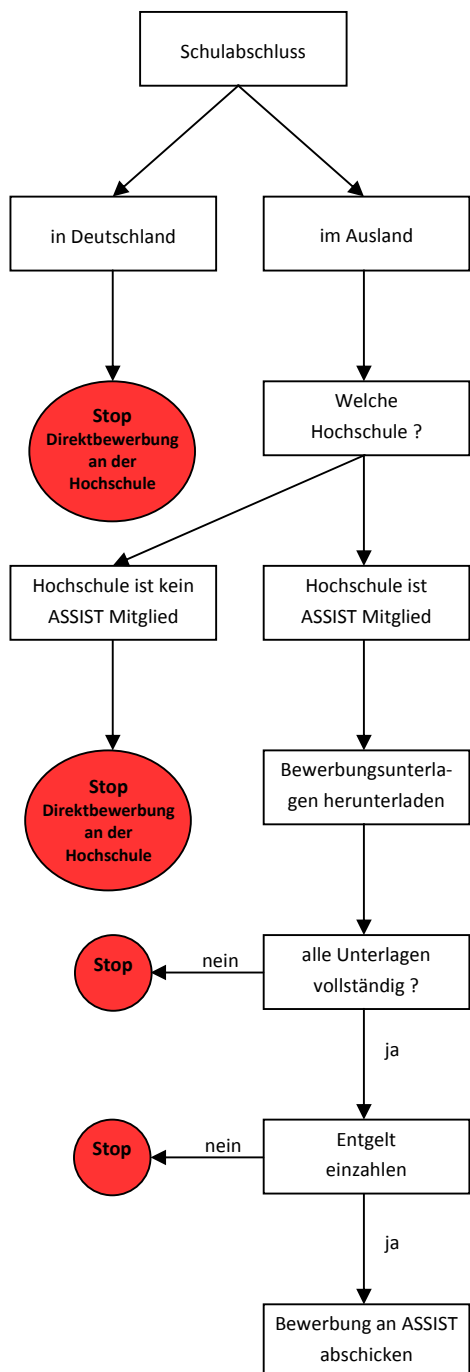 Schulabschluss
in Deutschland
im Ausland
Stop
Direktbewerbung
an der
Hochschule
Welche
Hochschule ?
Hochschule ist kein
ASSIST Mitglied
Hochschule ist
ASSIST Mitglied
Stop
Direktbewerbung
an der
Hochschule
Bewerbungsunterla-
gen herunterladen
Stop
nein
alle Unterlagen
vollständig ?
ja
Stop
nein
Entgelt
einzahlen
ja
Bewerbung an ASSIST
abschicken